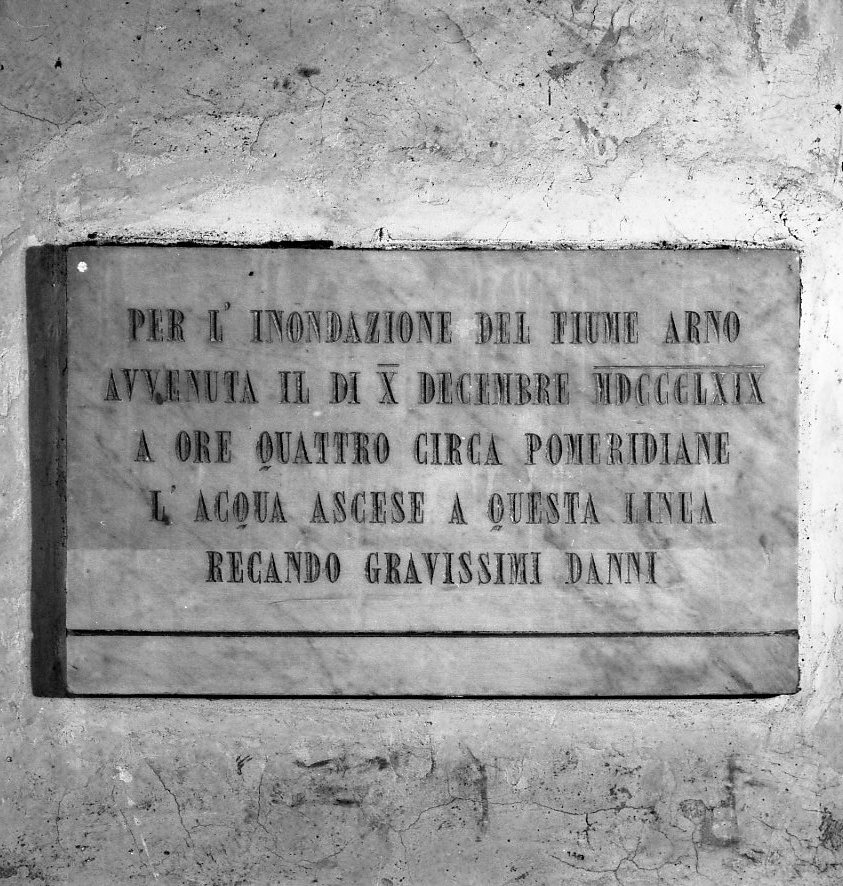 PER L' INONDAZIONE DEL FIUME ARNO
AVVENUTA IL DI X̅ DECEMBRE M̅D̅C̅C̅C̅L̅X̅I̅X̅
A ORE QUATTRO CIRCA POMERIDIANE
L' ACQUA ASCESE A QUESTA LINEA
RECANDO GRAVISSIMI DANNI